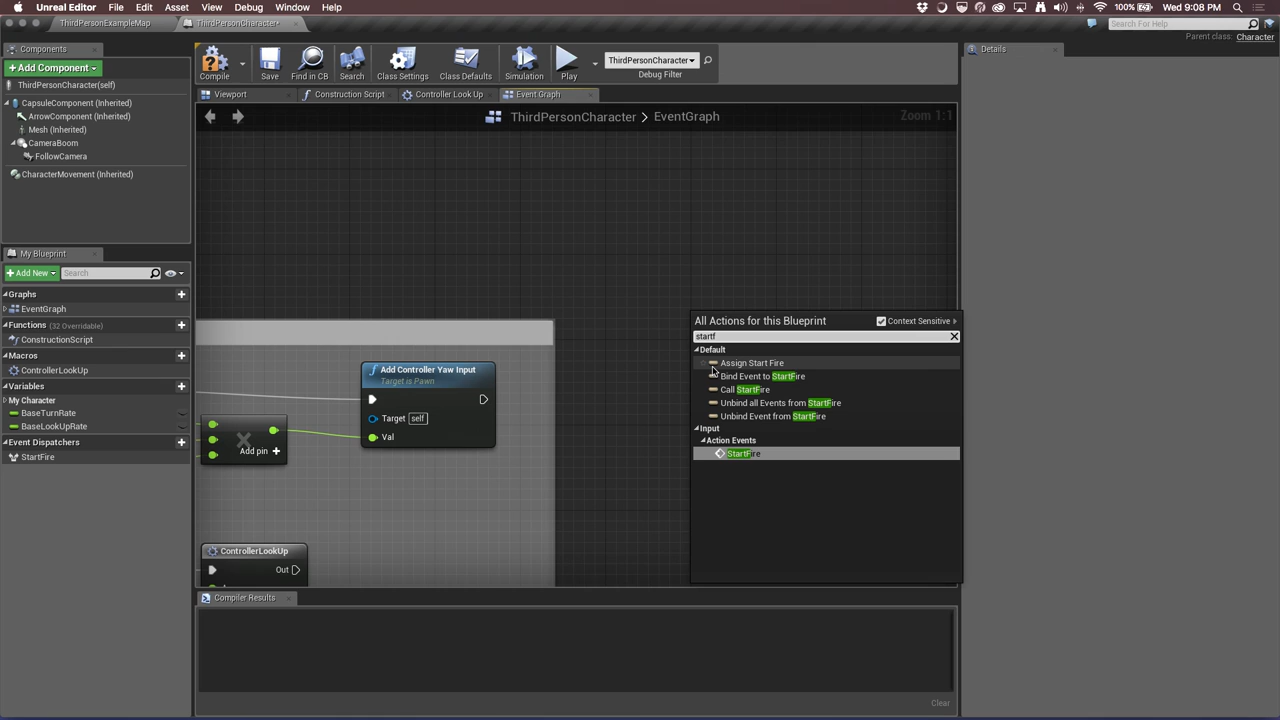 Unreal Editor File Edit Asset View Debug Window Help 100% Wed 9:08 PM
ThirdPersonExampleMap ThirdPersonCharacter* Search For Help
Parent class: Character
Components
+ Add Component
ThirdPersonCharacter(self)
CapsuleComponent (Inherited)
ArrowComponent (Inherited)
Mesh (Inherited)
CameraBoom
FollowCamera
CharacterMovement (Inherited)
My Blueprint
+ Add New Search
Graphs
EventGraph
Functions (32 Overridable)
ConstructionScript
Macros
ControllerLookUp
Variables
My Character
BaseTurnRate
BaseLookUpRate
Event Dispatchers
StartFire
Compile Save Find in CB Search Class Settings Class Defaults Simulation Play
ThirdPersonCharacter
Debug Filter
Viewport Construction Script Controller Look Up Event Graph
ThirdPersonCharacter > EventGraph
Zoom 1:1
Add Controller Yaw Input
Target is Pawn
Target self
Val
Add pin +
ControllerLookUp
Out
All Actions for this Blueprint Context Sensitive
startf
Default
Assign Start Fire
Bind Event to StartFire
Call StartFire
Unbind all Events from StartFire
Unbind Event from StartFire
Input
Action Events
StartFire
Compiler Results
Clear
Details